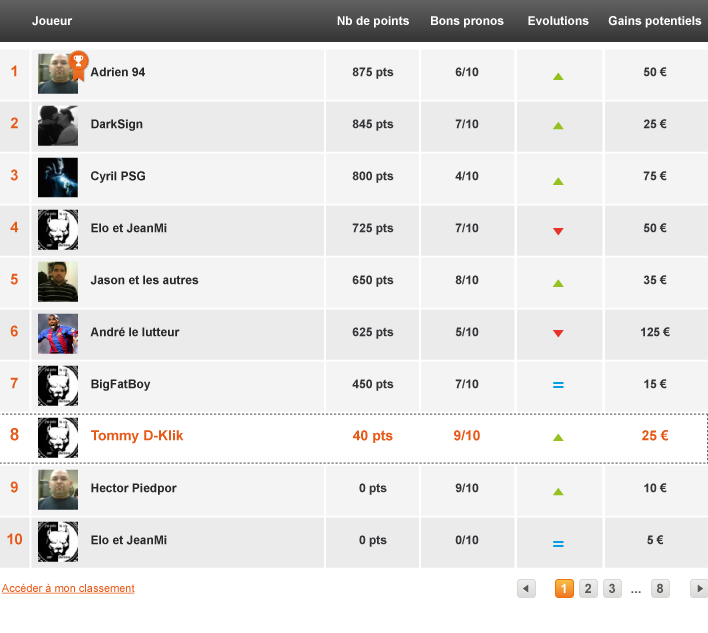 Joueur Nb de points Bons pronos Evolutions Gains potentiels
1 Adrien 94 875 pts 6/10 50 €
2 DarkSign 845 pts 7/10 25 €
3 Cyril PSG 800 pts 4/10 75 €
4 Elo et JeanMi 725 pts 7/10 50 €
5 Jason et les autres 650 pts 8/10 35 €
6 André le lutteur 625 pts 5/10 125 €
7 BigFatBoy 450 pts 7/10 15 €
8 Tommy D-Klik 40 pts 9/10 25 €
9 Hector Piedpor 0 pts 9/10 10 €
10 Elo et JeanMi 0 pts 0/10 5 €
Accéder à mon classement 1 2 3 ... 8